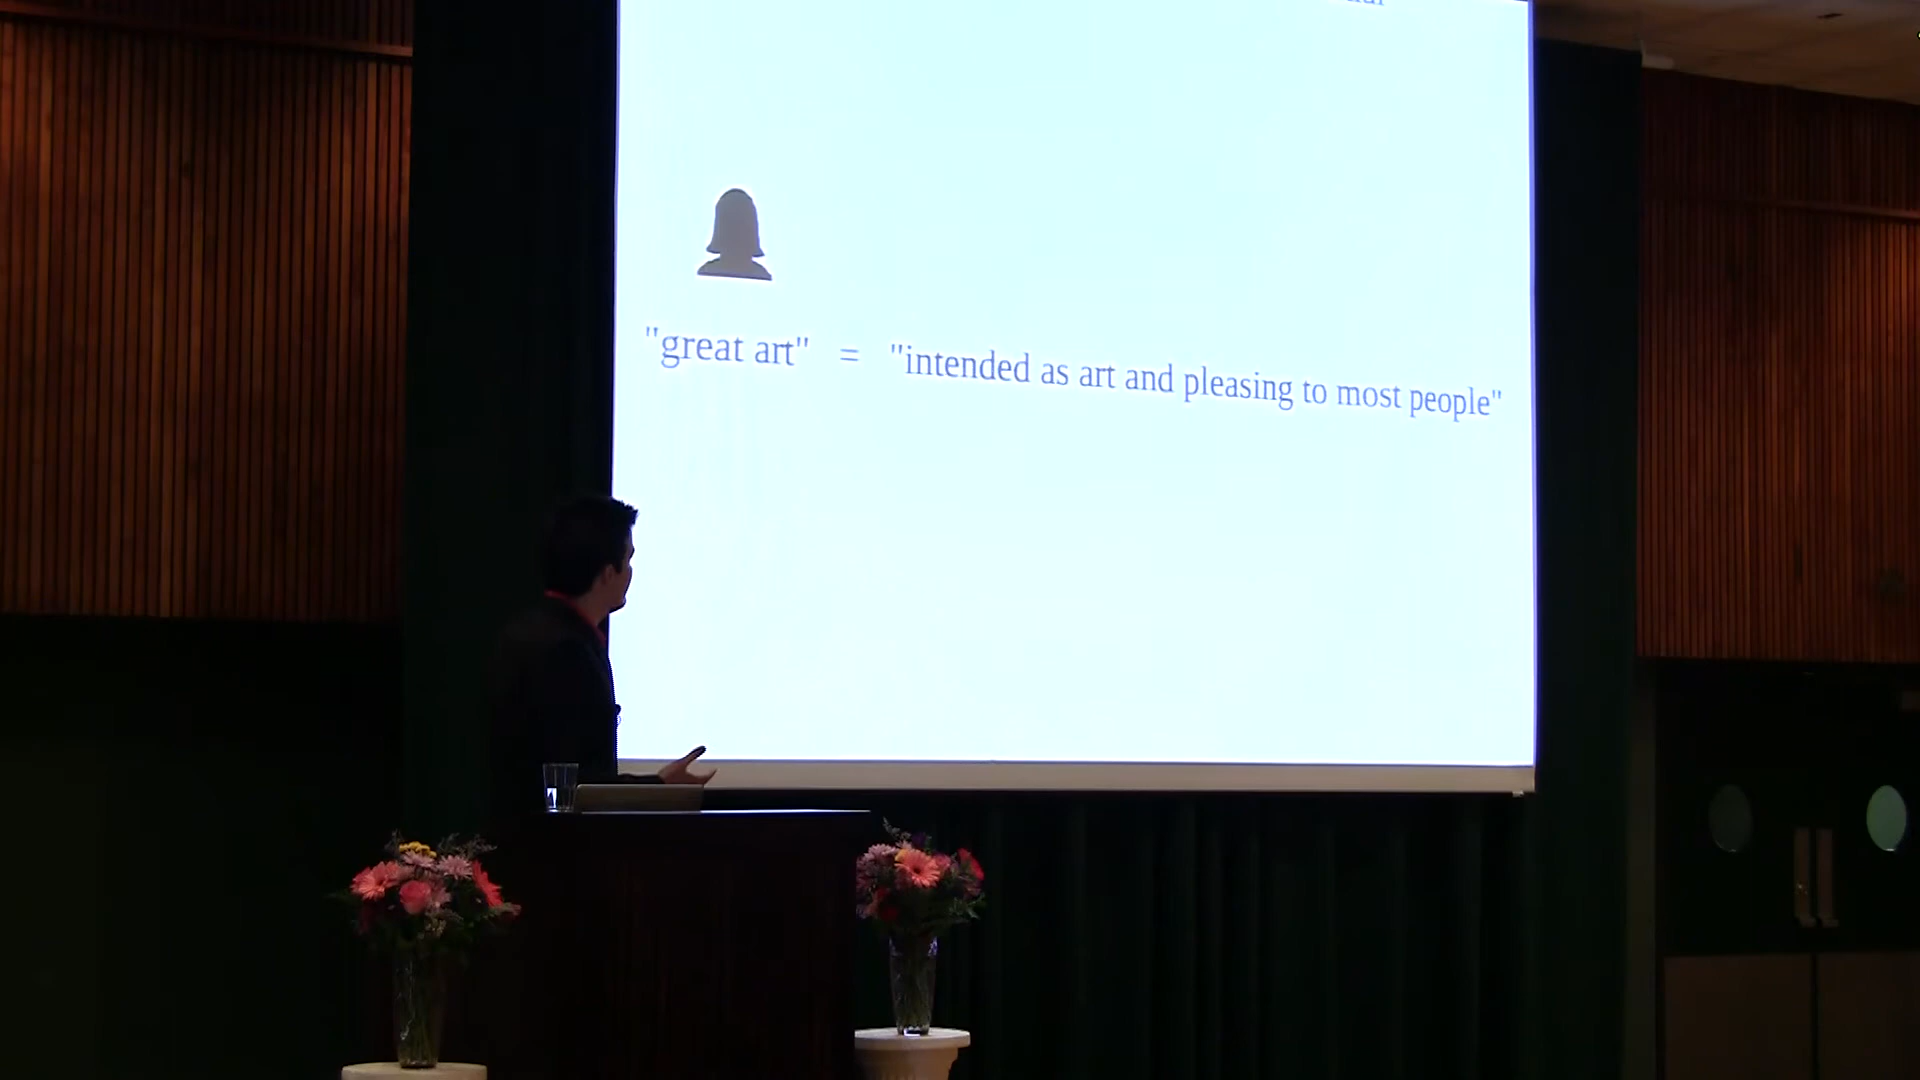 "great art" = "intended as art and pleasing to most people"